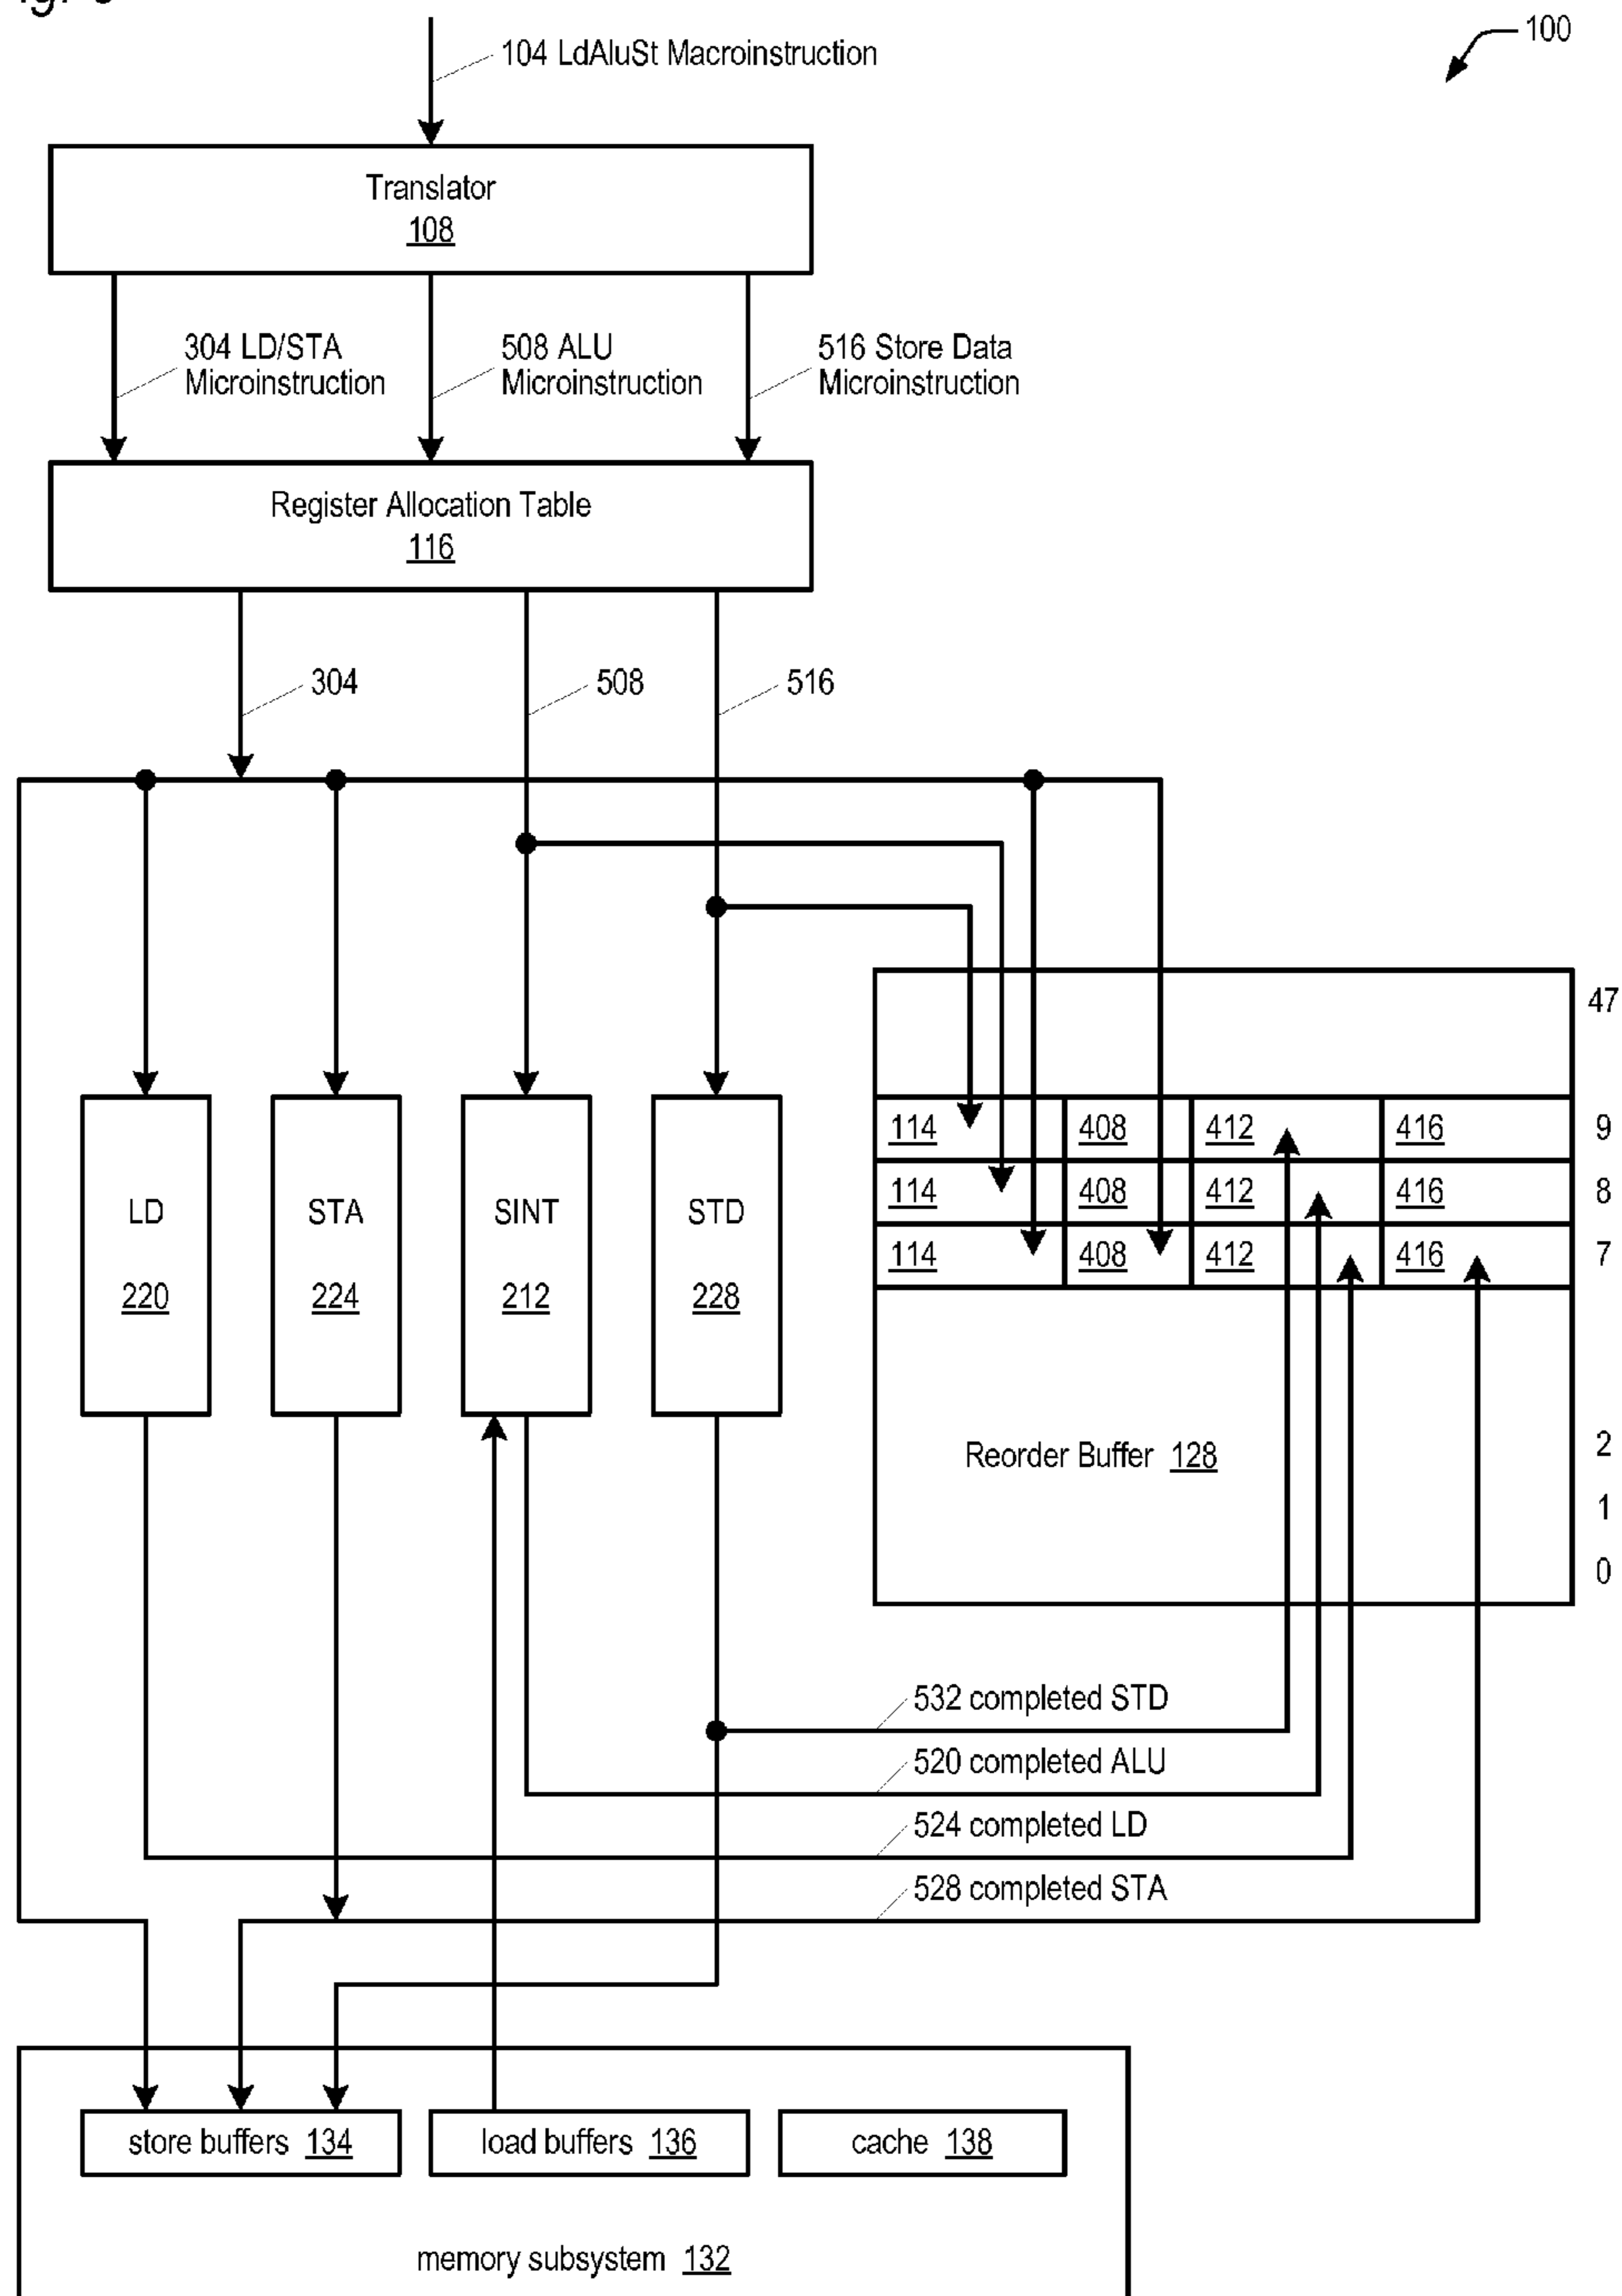 100
104 LdAluSt Macroinstruction
Translator
108
304 LD/STA
Microinstruction
508 ALU
Microinstruction
516 Store Data
Microinstruction
Register Allocation Table
116
304
508
516
47
114 408 412 416 9
114 408 412 416 8
114 408 412 416 7
LD
220
STA
224
SINT
212
STD
228
Reorder Buffer 128
2
1
0
532 completed STD
520 completed ALU
524 completed LD
528 completed STA
store buffers 134
load buffers 136
cache 138
memory subsystem 132